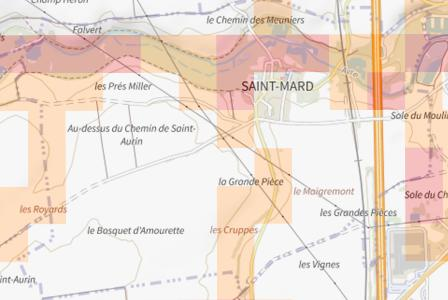 Champ Héron
le Chemin des Meuniers
Falvert
les Prés Miller
SAINT-MARD
Au-dessus du Chemin de Saint-
Aurin
Sole du Moulin
la Grande Pièce
le Maigremont
Sole du Ch
les Royards
les Grandes Pièces
le Bosquet d'Amourette
les Cruppes
les Vignes
int-Aurin